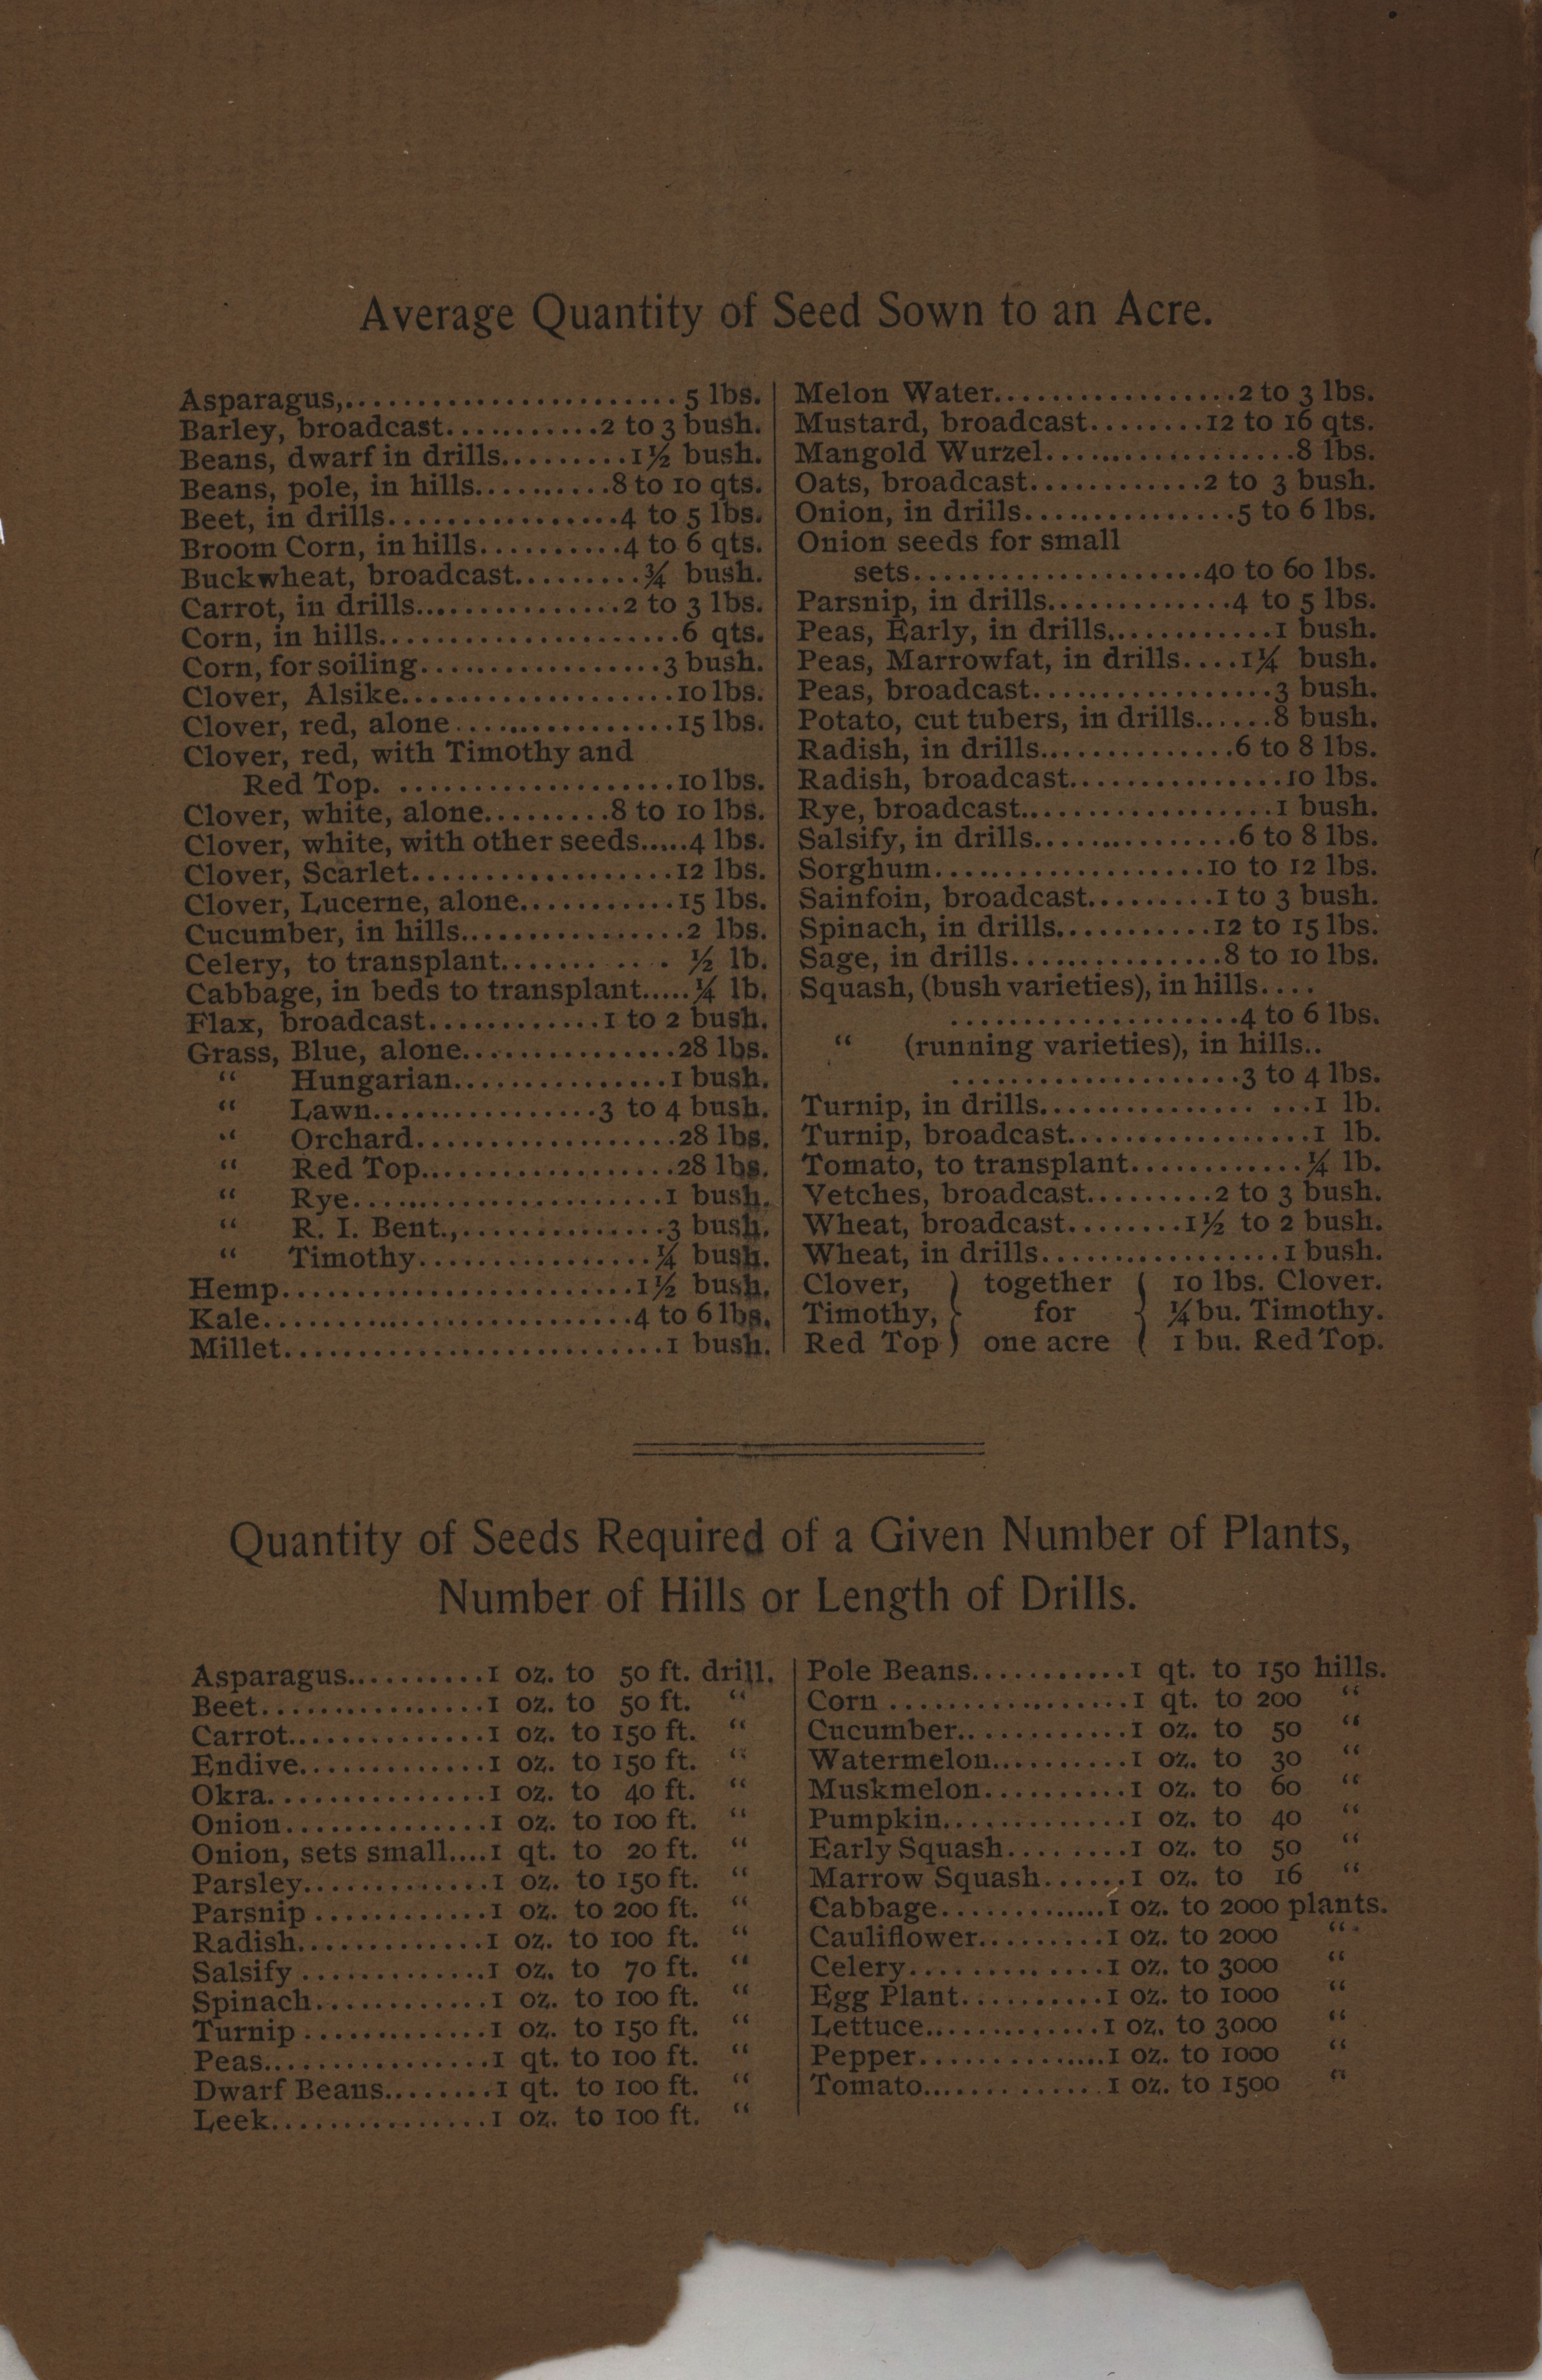 Average Quantity of Seed Sown to an Acre.
Asparagus,........................ 5 lbs.
Barley, broadcast............2 to 3 bush.
Beans, dwarf in drills.........1½ bush.
Beans, pole, in hills..........8 to 10 qts.
Beet, in drills................4 to 5 lbs.
Broom Corn, in hills..........4 to 6 qts.
Buckwheat, broadcast.........¾ bush.
Carrot, in drills...............2 to 3 lbs.
Corn, in hills.....................6 qts.
Corn, for soiling.................3 bush.
Clover, Alsike...................10 lbs.
Clover, red, alone...............15 lbs.
Clover, red, with Timothy and
Red Top. ...................10 lbs.
Clover, white, alone.........8 to 10 lbs.
Clover, white, with other seeds.....4 lbs.
Clover, Scarlet..................12 lbs.
Clover, Lucerne, alone...........15 lbs.
Cucumber, in hills................2 lbs.
Celery, to transplant.......... ½ lb.
Cabbage, in beds to transplant.....¼ lb.
Flax, broadcast............1 to 2 bush.
Grass, Blue, alone...............28 lbs.
“ Hungarian...............1 bush.
“ Lawn................3 to 4 bush.
“ Orchard..................28 lbs.
“ Red Top..................28 lbs.
“ Rye......................1 bush.
“ R. I. Bent.,..............3 bush.
“ Timothy................¼ bush.
Hemp........................1½ bush.
Kale..........................4 to 6 lbs.
Millet..........................1 bush.
Melon Water.................2 to 3 lbs.
Mustard, broadcast........12 to 16 qts.
Mangold Wurzel.................8 lbs.
Oats, broadcast............2 to 3 bush.
Onion, in drills...............5 to 6 lbs.
Onion seeds for small
sets....................40 to 60 lbs.
Parsnip, in drills.............4 to 5 lbs.
Peas, Early, in drills............1 bush.
Peas, Marrowfat, in drills....1¼ bush.
Peas, broadcast.................3 bush.
Potato, cut tubers, in drills......8 bush.
Radish, in drills..............6 to 8 lbs.
Radish, broadcast...............10 lbs.
Rye, broadcast..................1 bush.
Salsify, in drills..............6 to 8 lbs.
Sorghum...................10 to 12 lbs.
Sainfoin, broadcast.........1 to 3 bush.
Spinach, in drills...........12 to 15 lbs.
Sage, in drills...............8 to 10 lbs.
Squash, (bush varieties), in hills....
....................4 to 6 lbs.
“ (running varieties), in hills..
....................3 to 4 lbs.
Turnip, in drills............... ...1 lb.
Turnip, broadcast.................1 lb.
Tomato, to transplant............¼ lb.
Vetches, broadcast.........2 to 3 bush.
Wheat, broadcast........1½ to 2 bush.
Wheat, in drills.................1 bush.
Clover, } together { 10 lbs. Clover.
Timothy, } for { ¼ bu. Timothy.
Red Top } one acre { 1 bu. Red Top.
Quantity of Seeds Required of a Given Number of Plants,
Number of Hills or Length of Drills.
Asparagus..........1 oz. to 50 ft. drill.
Beet................1 oz. to 50 ft. “
Carrot..............1 oz. to 150 ft. “
Endive.............1 oz. to 150 ft. “
Okra...............1 oz. to 40 ft. “
Onion..............1 oz. to 100 ft. “
Onion, sets small....1 qt. to 20 ft. “
Parsley.............1 oz. to 150 ft. “
Parsnip ............1 oz. to 200 ft. “
Radish.............1 oz. to 100 ft. “
Salsify .............1 oz. to 70 ft. “
Spinach............1 oz. to 100 ft. “
Turnip .............1 oz. to 150 ft. “
Peas................1 qt. to 100 ft. “
Dwarf Beans........1 qt. to 100 ft. “
Leek...............1 oz. to 100 ft. “
Pole Beans...........1 qt. to 150 hills.
Corn .................1 qt. to 200 “
Cucumber............1 oz. to 50 “
Watermelon..........1 oz. to 30 “
Muskmelon..........1 oz. to 60 “
Pumpkin.............1 oz. to 40 “
Early Squash.........1 oz. to 50 “
Marrow Squash......1 oz. to 16 “
Cabbage.............1 oz. to 2000 plants.
Cauliflower.........1 oz. to 2000 “
Celery..............1 oz. to 3000 “
Egg Plant..........1 oz. to 1000 “
Lettuce.............1 oz. to 3000 “
Pepper..............1 oz. to 1000 “
Tomato.............1 oz. to 1500 “